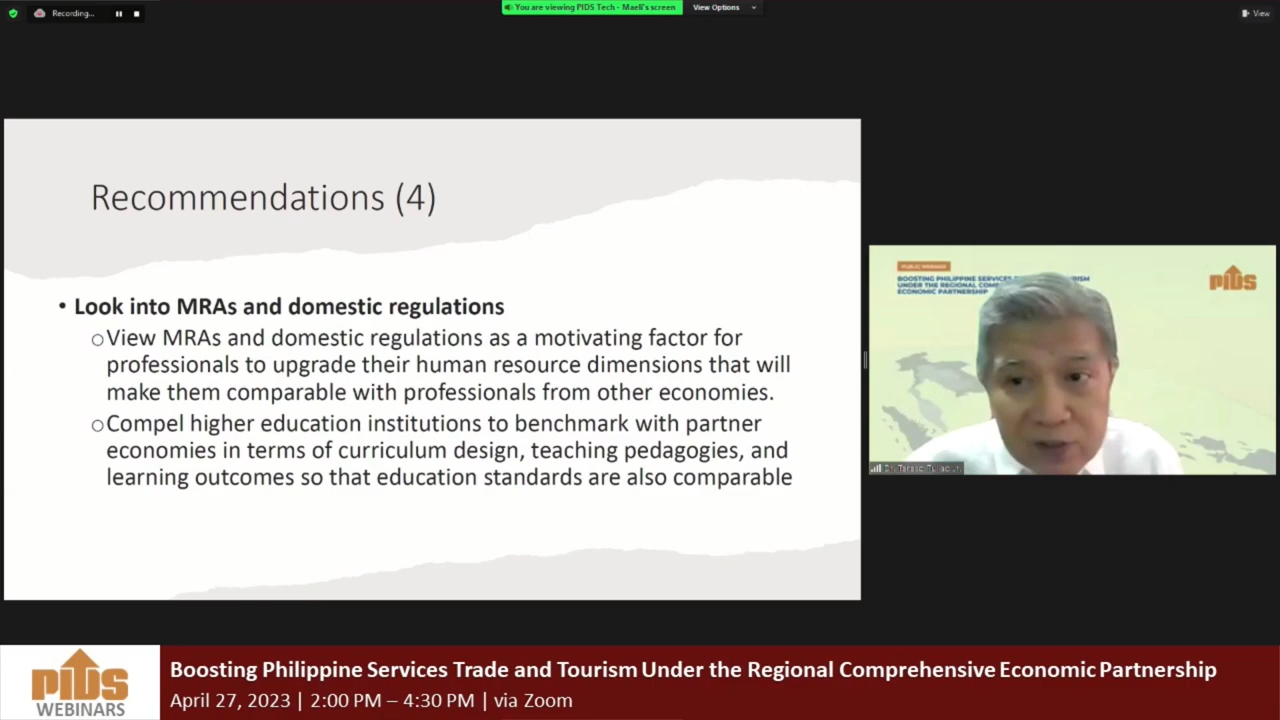 Recording...
You are viewing PIDS Tech - Maeli's screen
View Options
View
Recommendations (4)
• Look into MRAs and domestic regulations
○View MRAs and domestic regulations as a motivating factor for
professionals to upgrade their human resource dimensions that will
make them comparable with professionals from other economies.
○Compel higher education institutions to benchmark with partner
economies in terms of curriculum design, teaching pedagogies, and
learning outcomes so that education standards are also comparable
PUBLIC WEBINAR
BOOSTING PHILIPPINE SERVICES
UNDER THE REGIONAL
ECONOMIC PARTNERSHIP
PIDS
Dr.
PIDS
WEBINARS
Boosting Philippine Services Trade and Tourism Under the Regional Comprehensive Economic Partnership
April 27, 2023 | 2:00 PM – 4:30 PM | via Zoom